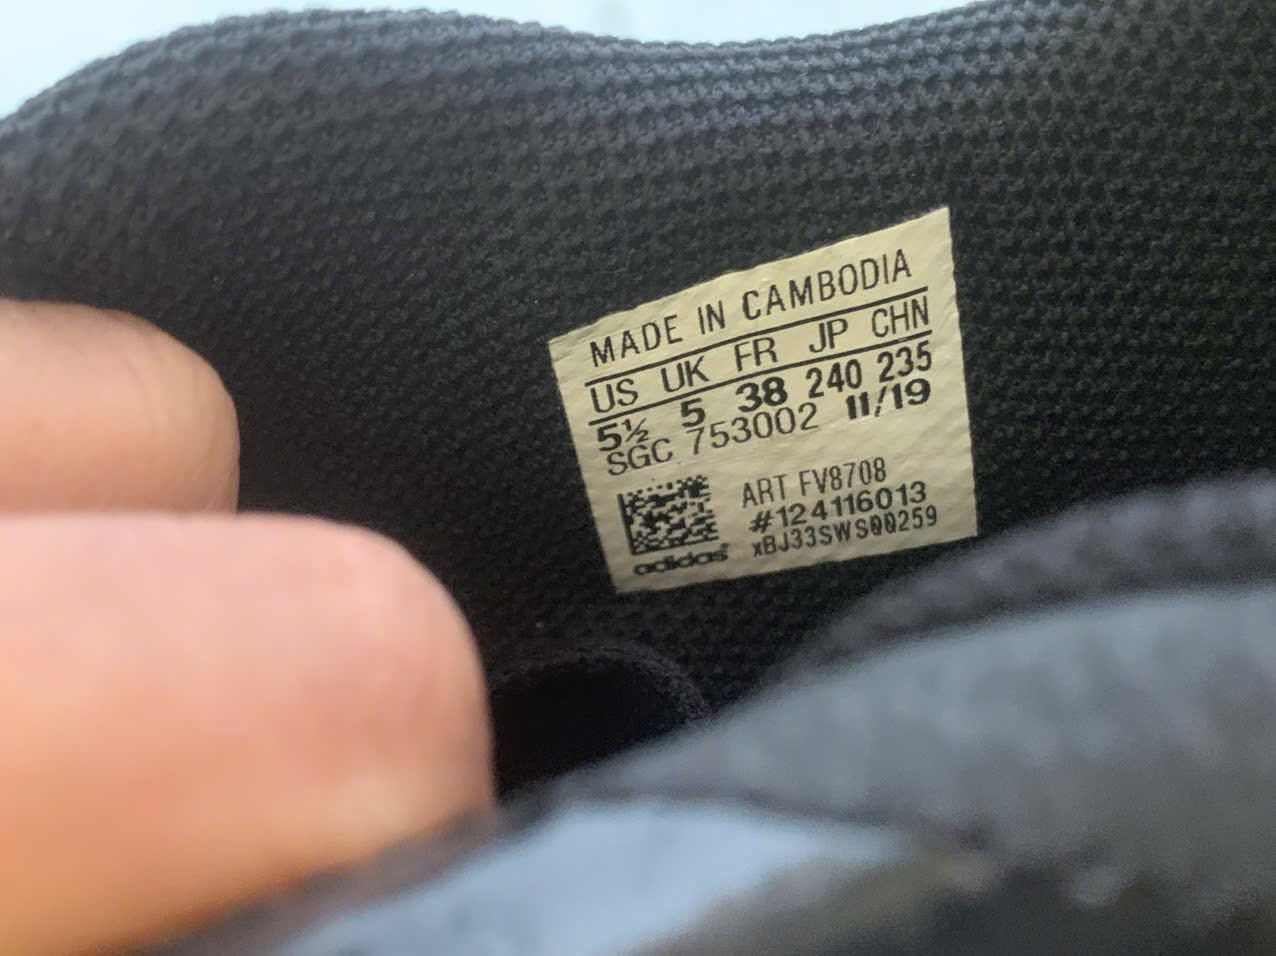 MADE IN CAMBODIA
US UK FR JP CHN
5½ 5 38 240 235
SGC 753002 11/19
ART FV8708
#124116013
xBJ33SWS00259
adidas